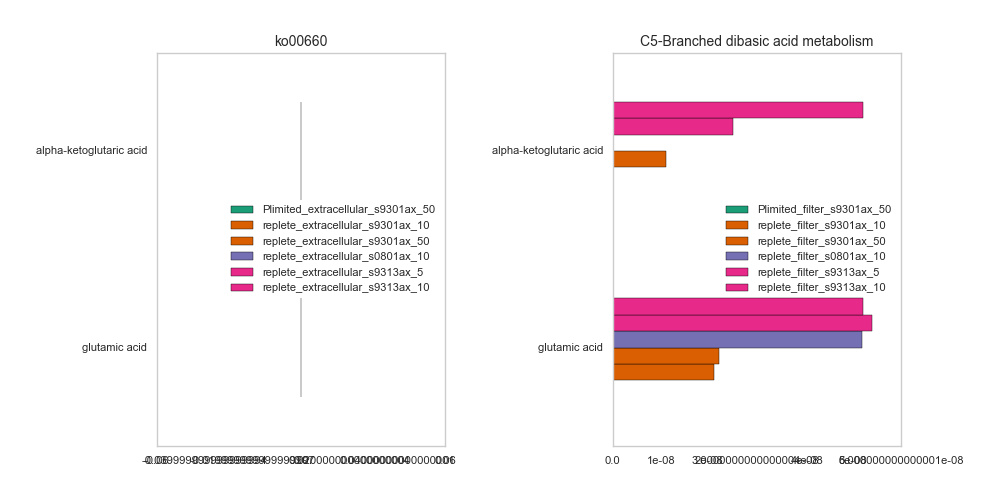 ko00660
alpha-ketoglutaric acid
glutamic acid
Plimited_extracellular_s9301ax_50
replete_extracellular_s9301ax_10
replete_extracellular_s9301ax_50
replete_extracellular_s0801ax_10
replete_extracellular_s9313ax_5
replete_extracellular_s9313ax_10
C5-Branched dibasic acid metabolism
alpha-ketoglutaric acid
glutamic acid
Plimited_filter_s9301ax_50
replete_filter_s9301ax_10
replete_filter_s9301ax_50
replete_filter_s0801ax_10
replete_filter_s9313ax_5
replete_filter_s9313ax_10
0.0 1e-08